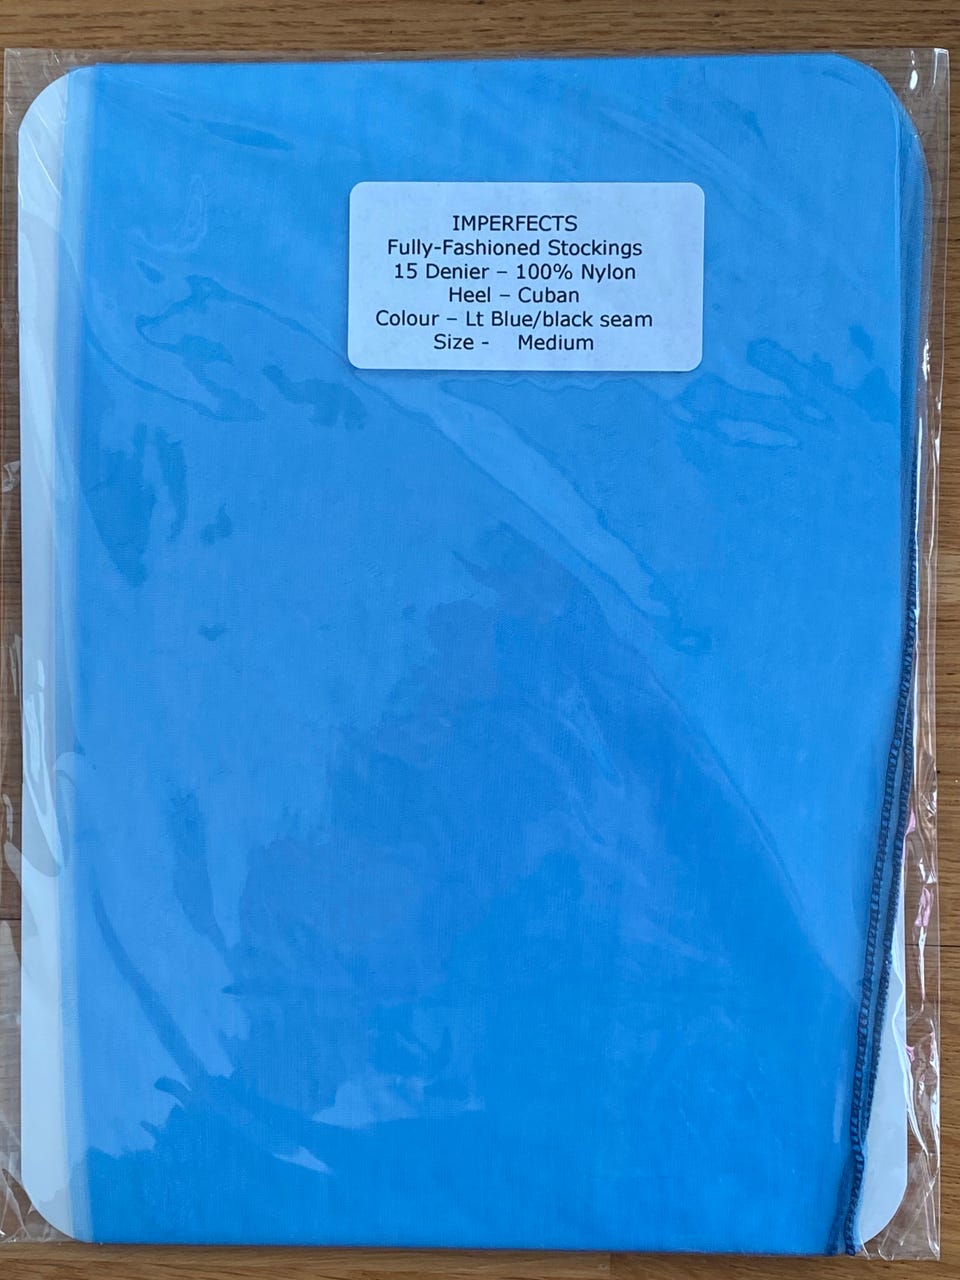 IMPERFECTS
Fully-Fashioned Stockings
15 Denier – 100% Nylon
Heel – Cuban
Colour – Lt Blue/black seam
Size - Medium